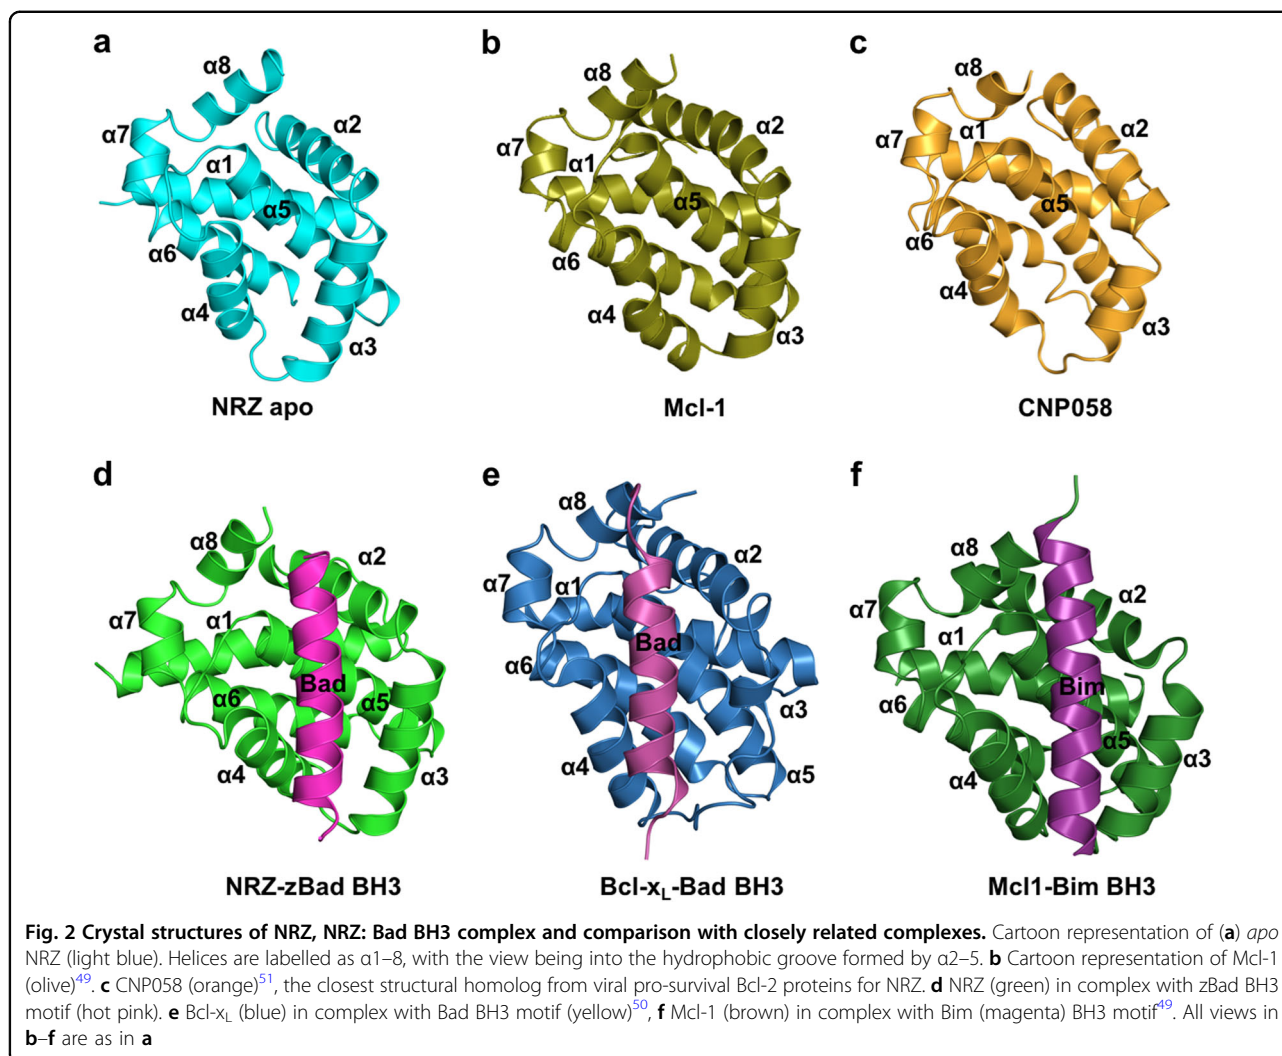 a
b
c
α8
α7
α2
α1
α5
α6
α4
α3
NRZ apo
α8
α2
α7
α1
α5
α6
α4
α3
Mcl-1
α8
α7
α1
α2
α5
α6
α4
α3
CNP058
d
e
f
α8
α2
α7
α1
Bad
α6
α5
α4
α3
NRZ-zBad BH3
α8
α2
α7
α1
Bad
α6
α3
α4
α5
Bcl-xL-Bad BH3
α8
α7
α2
α1
Bim
α6
α5
α4
α3
Mcl1-Bim BH3
Fig. 2 Crystal structures of NRZ, NRZ: Bad BH3 complex and comparison with closely related complexes. Cartoon representation of (a) apo
NRZ (light blue). Helices are labelled as α1–8, with the view being into the hydrophobic groove formed by α2–5. b Cartoon representation of Mcl-1
(olive)49. c CNP058 (orange)51, the closest structural homolog from viral pro-survival Bcl-2 proteins for NRZ. d NRZ (green) in complex with zBad BH3
motif (hot pink). e Bcl-xL (blue) in complex with Bad BH3 motif (yellow)50, f Mcl-1 (brown) in complex with Bim (magenta) BH3 motif49. All views in
b–f are as in a